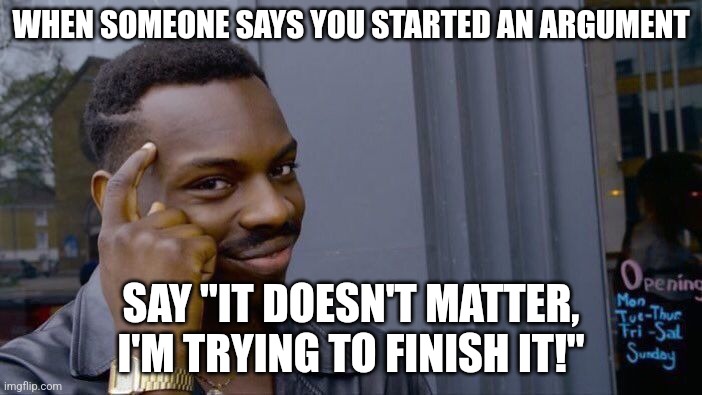 WHEN SOMEONE SAYS YOU STARTED AN ARGUMENT
SAY "IT DOESN'T MATTER,
I'M TRYING TO FINISH IT!"
Opening
Mon
Tue-Thur
Fri-Sat
Sunday
imgflip.com